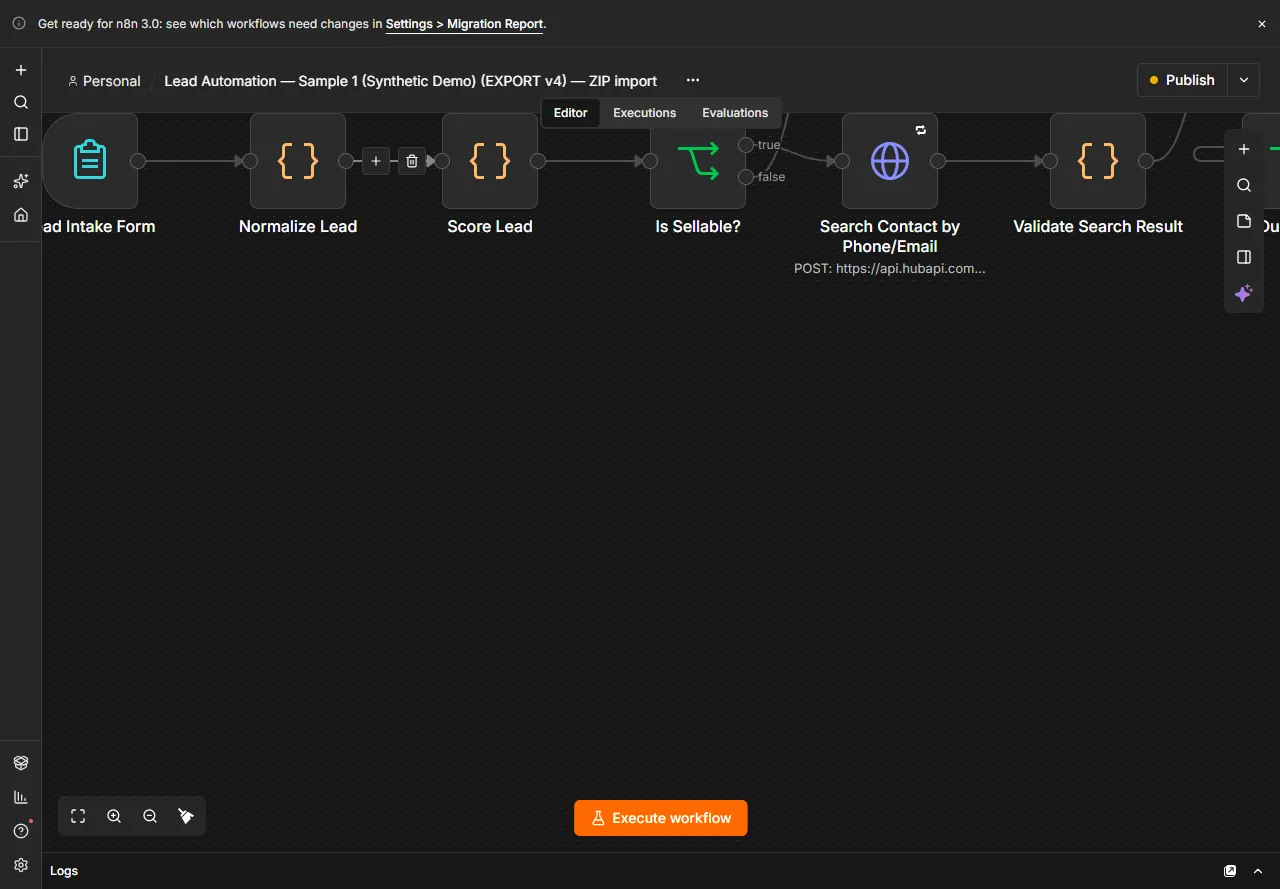 Get ready for n8n 3.0: see which workflows need changes in Settings > Migration Report.
Personal / Lead Automation — Sample 1 (Synthetic Demo) (EXPORT v4) — ZIP import
Publish
Editor Executions Evaluations
true
false
ad Intake Form
Normalize Lead
Score Lead
Is Sellable?
Search Contact by
Phone/Email
POST: https://api.hubapi.com...
Validate Search Result
Du
Execute workflow
Logs